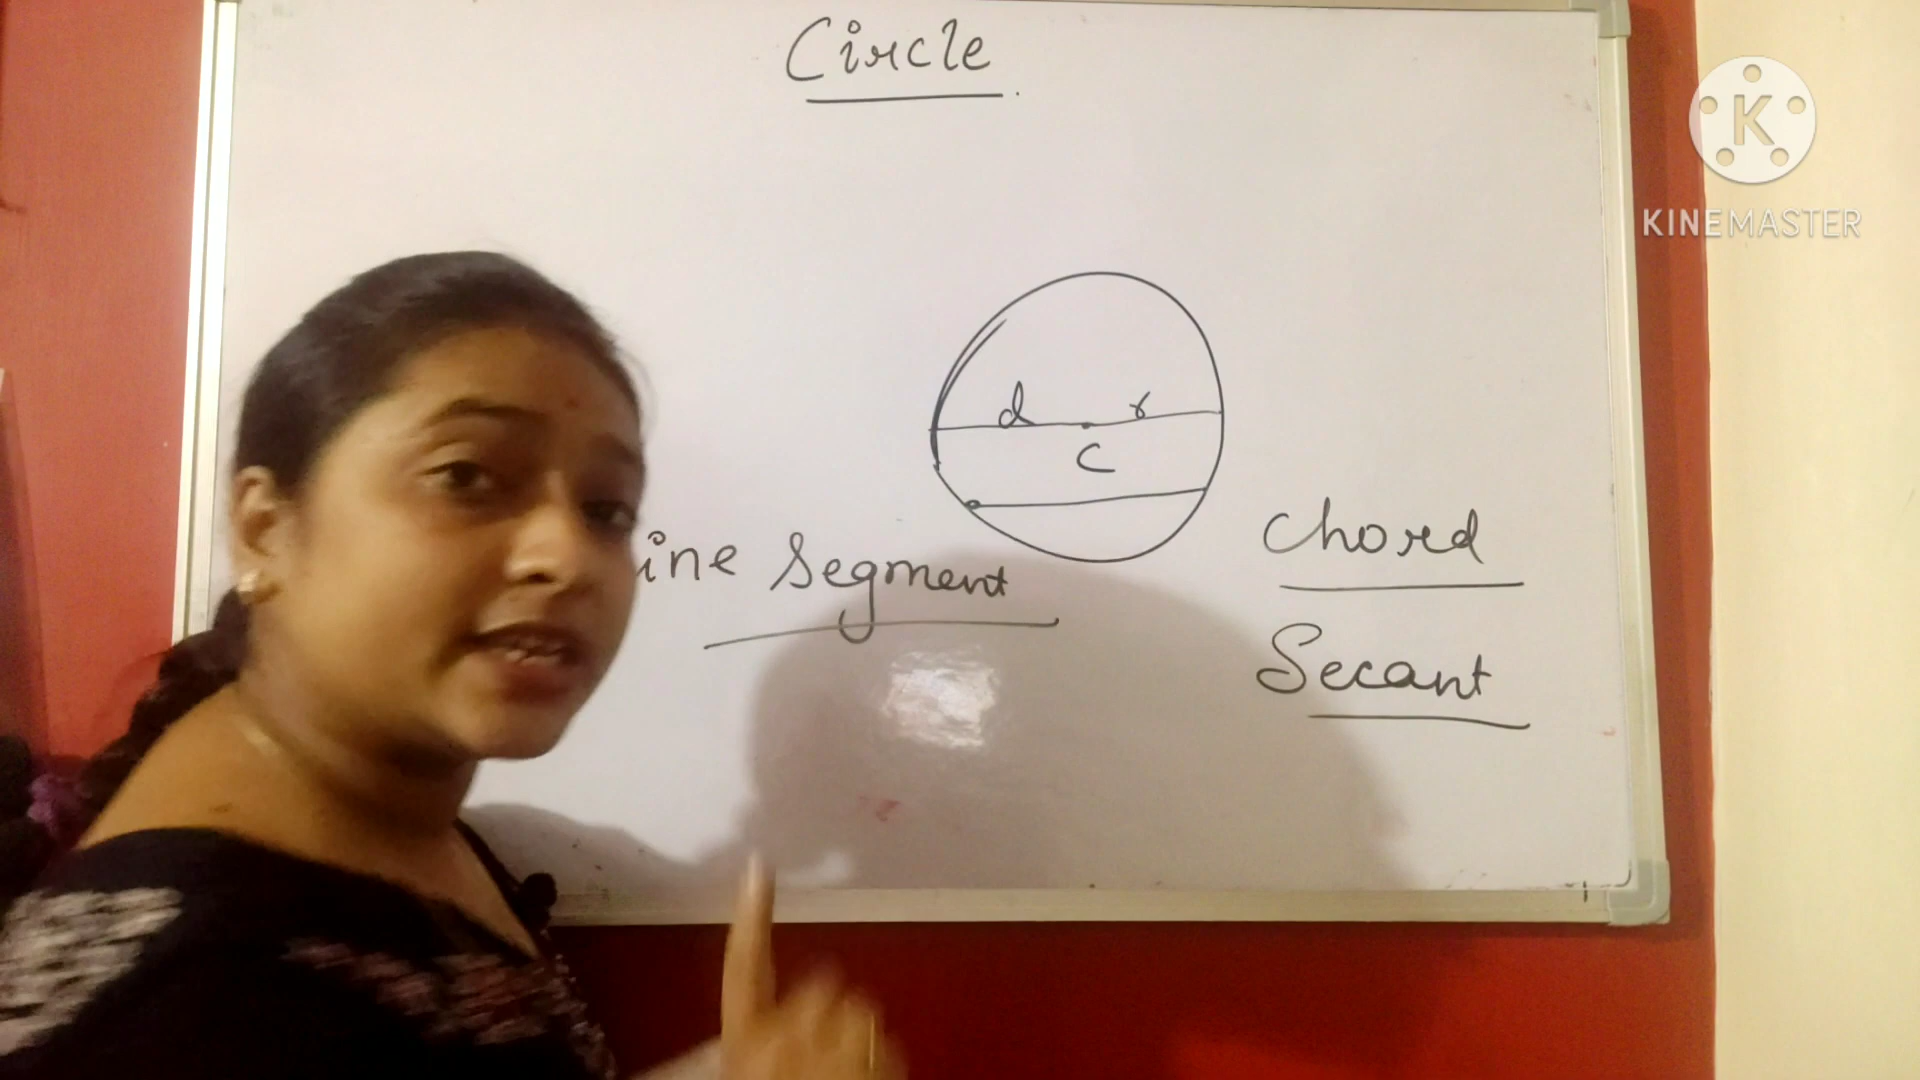 Circle
K
KINEMASTER
d r
C
ine segment
chord
Secant